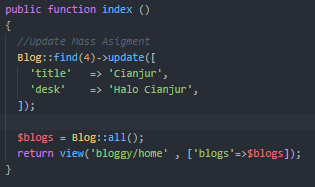 public function index ()
{
//Update Mass Asigment
Blog::find(4)->update([
'title' => 'Cianjur',
'desk' => 'Halo Cianjur',
]);
$blogs = Blog::all();
return view('bloggy/home' , ['blogs'=>$blogs]);
}